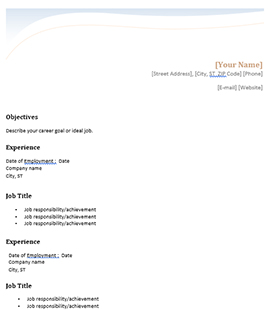 [Your Name]
[Street Address], [City, ST ZIP Code] [Phone]
[E-mail] [Website]
Objectives
Describe your career goal or ideal job.
Experience
Date of Employment : Date
Company name
City, ST
Job Title
• Job responsibility/achievement
• Job responsibility/achievement
• Job responsibility/achievement
Experience
Date of Employment : Date
Company name
City, ST
Job Title
• Job responsibility/achievement
• Job responsibility/achievement